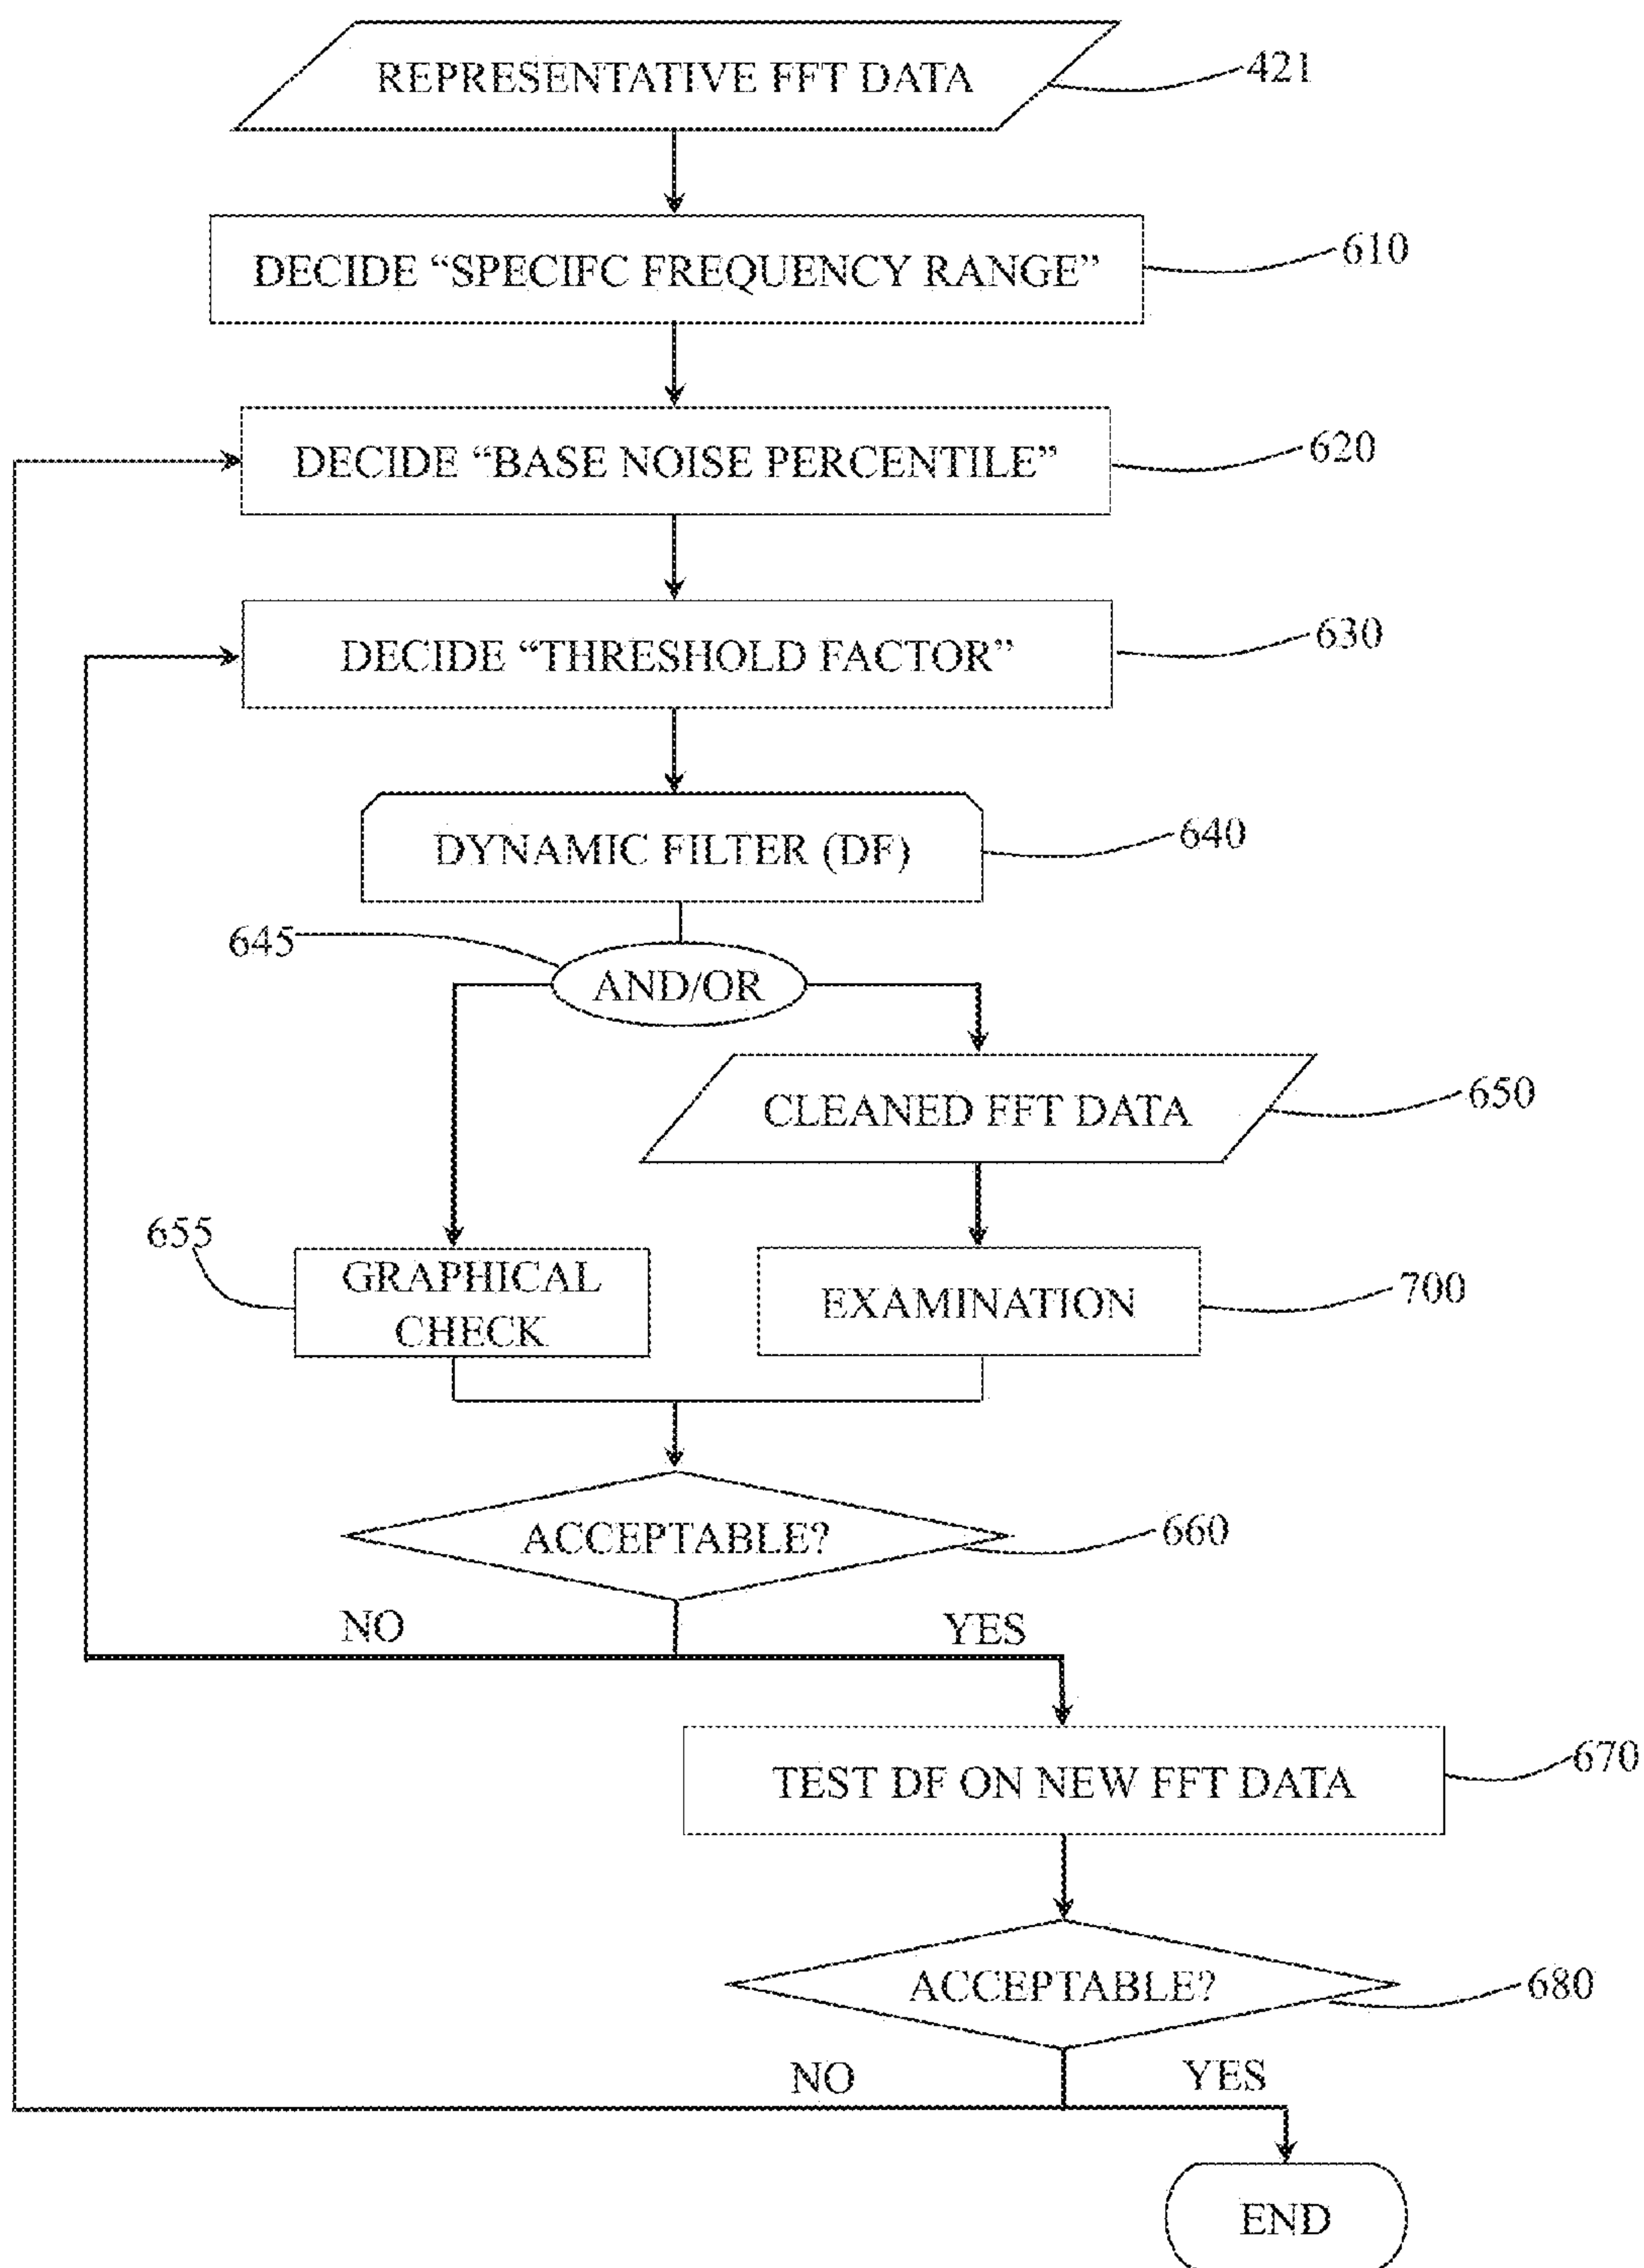 REPRESENTATIVE FFT DATA
421
DECIDE “SPECIFC FREQUENCY RANGE”
610
DECIDE “BASE NOISE PERCENTILE”
620
DECIDE “THRESHOLD FACTOR”
630
DYNAMIC FILTER (DF)
640
645
AND/OR
CLEANED FFT DATA
650
655
GRAPHICAL
CHECK
EXAMINATION
700
ACCEPTABLE?
660
NO
YES
TEST DF ON NEW FFT DATA
670
ACCEPTABLE?
680
NO
YES
END